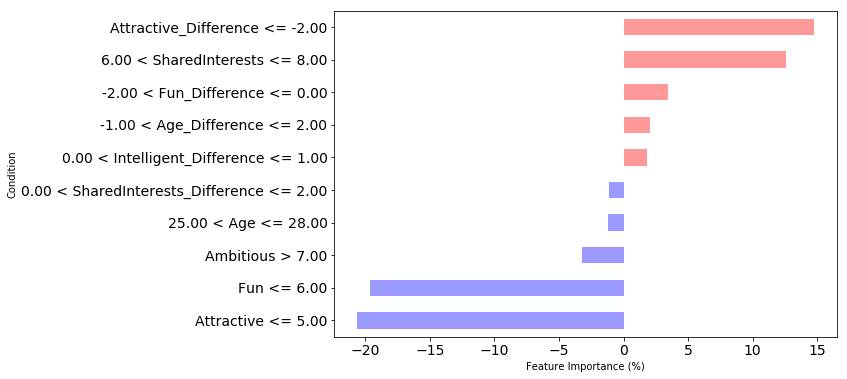 Attractive_Difference <= -2.00
6.00 < SharedInterests <= 8.00
-2.00 < Fun_Difference <= 0.00
-1.00 < Age_Difference <= 2.00
0.00 < Intelligent_Difference <= 1.00
0.00 < SharedInterests_Difference <= 2.00
25.00 < Age <= 28.00
Ambitious > 7.00
Fun <= 6.00
Attractive <= 5.00
Condition
−20 −15 −10 −5 0 5 10 15
Feature Importance (%)